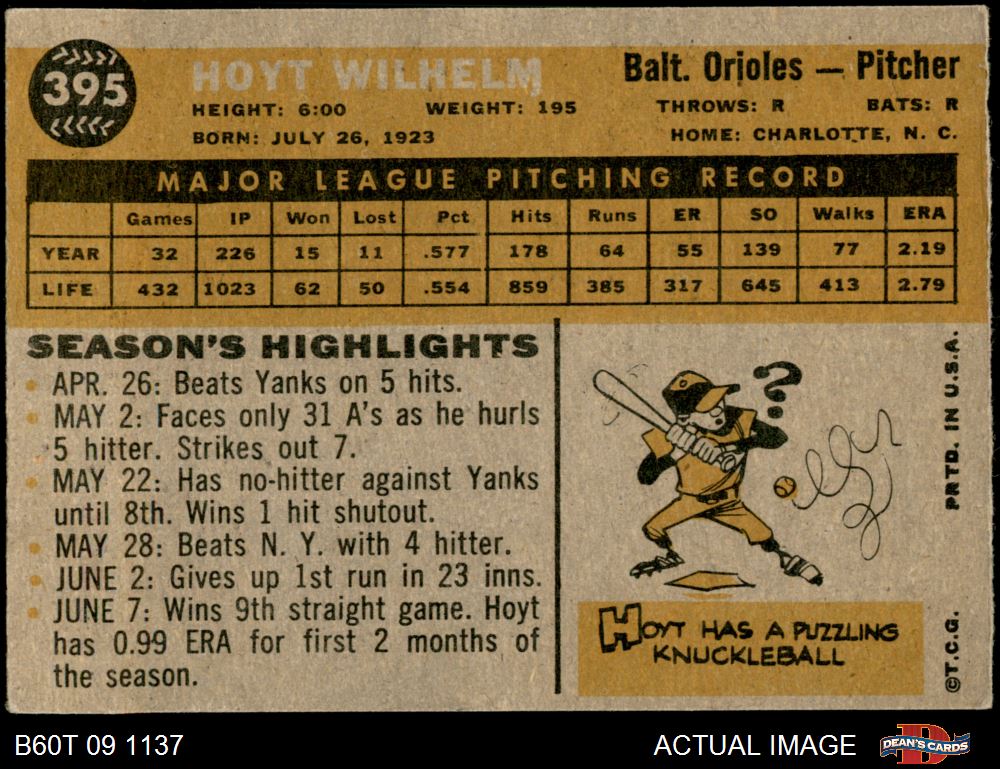 395
HOYT WILHELM
Balt. Orioles — Pitcher
HEIGHT: 6:00 WEIGHT: 195 THROWS: R BATS: R
BORN: JULY 26, 1923 HOME: CHARLOTTE, N. C.
MAJOR LEAGUE PITCHING RECORD
Games IP Won Lost Pct Hits Runs ER SO Walks ERA
YEAR 32 226 15 11 .577 178 64 55 139 77 2.19
LIFE 432 1023 62 50 .554 859 385 317 645 413 2.79
SEASON'S HIGHLIGHTS
• APR. 26: Beats Yanks on 5 hits.
• MAY 2: Faces only 31 A's as he hurls
5 hitter. Strikes out 7.
• MAY 22: Has no-hitter against Yanks
until 8th. Wins 1 hit shutout.
• MAY 28: Beats N. Y. with 4 hitter.
• JUNE 2: Gives up 1st run in 23 inns.
• JUNE 7: Wins 9th straight game. Hoyt
has 0.99 ERA for first 2 months of
the season.
?
HOYT HAS A PUZZLING
KNUCKLEBALL
©T.C.G. PRTD. IN U.S.A.
B60T 09 1137
ACTUAL IMAGE
DEAN'S CARDS